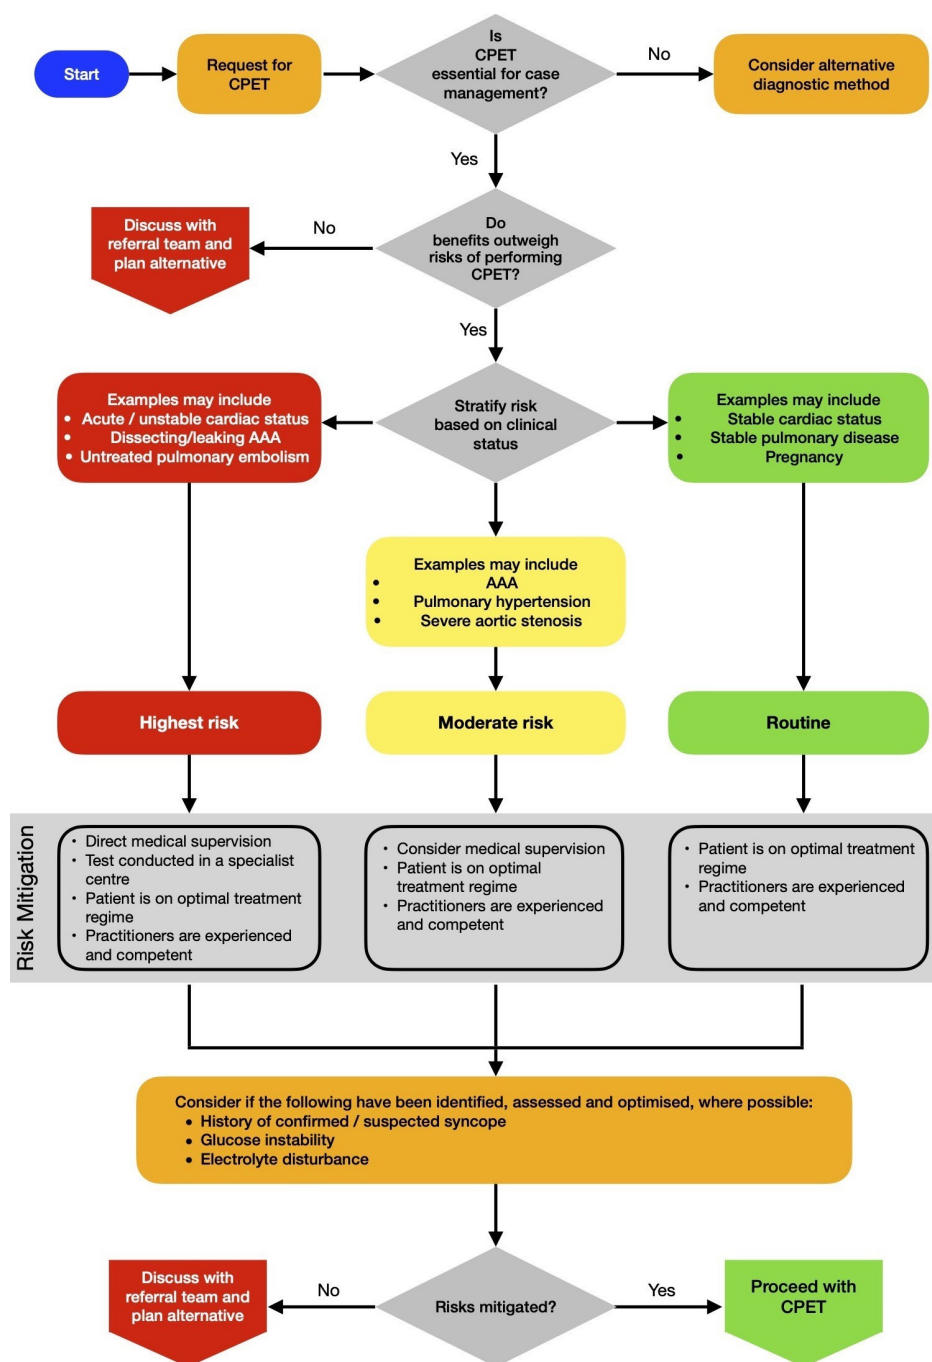 Start
Request for
CPET
Is
CPET
essential for case
management?
No
Consider alternative
diagnostic method
Yes
Discuss with
referral team and
plan alternative
No
Do
benefits outweigh
risks of performing
CPET?
Yes
Examples may include
• Acute / unstable cardiac status
• Dissecting/leaking AAA
• Untreated pulmonary embolism
Stratify risk
based on clinical
status
Examples may include
• Stable cardiac status
• Stable pulmonary disease
• Pregnancy
Examples may include
• AAA
• Pulmonary hypertension
• Severe aortic stenosis
Highest risk
Moderate risk
Routine
Risk Mitigation
• Direct medical supervision
• Test conducted in a specialist
centre
• Patient is on optimal treatment
regime
• Practitioners are experienced
and competent
• Consider medical supervision
• Patient is on optimal
treatment regime
• Practitioners are experienced
and competent
• Patient is on optimal treatment
regime
• Practitioners are experienced
and competent
Consider if the following have been identified, assessed and optimised, where possible:
• History of confirmed / suspected syncope
• Glucose instability
• Electrolyte disturbance
Discuss with
referral team and
plan alternative
No
Risks mitigated?
Yes
Proceed with
CPET